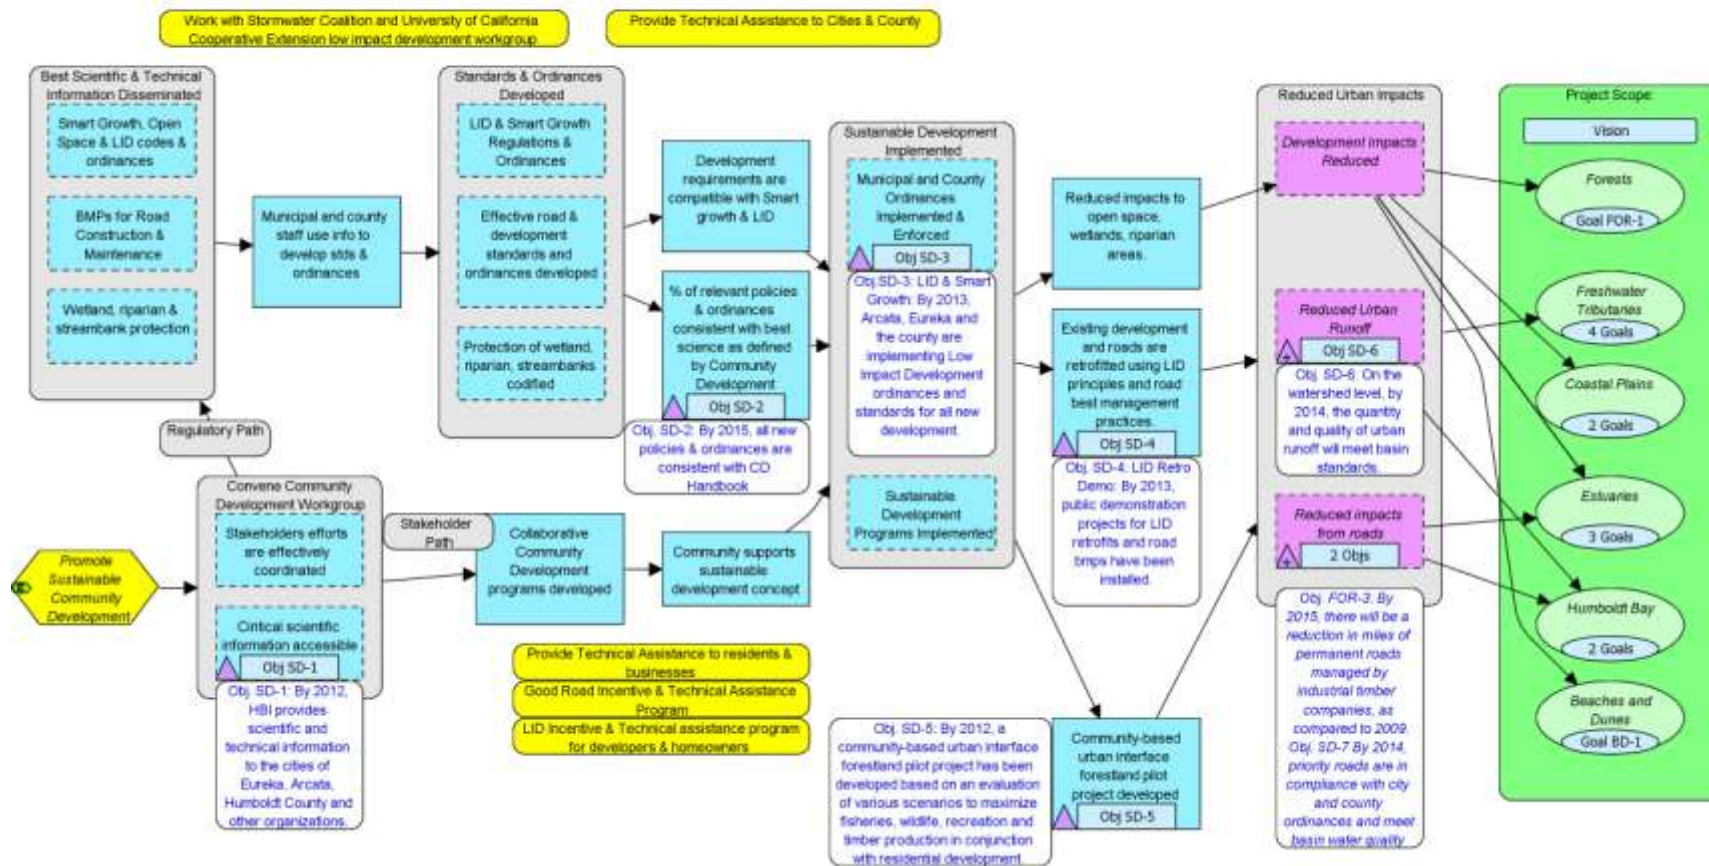 Work with Stormwater Coalition and University of California
Cooperative Extension low impact development workgroup
Provide Technical Assistance to Cities & County
Best Scientific & Technical
Information Disseminated
Smart Growth, Open
Space & LID codes &
ordinances
BMPs for Road
Construction &
Maintenance
Wetland, riparian &
streambank protection
Municipal and county
staff use info to
develop stds &
ordinances
Standards & Ordinances
Developed
LID & Smart Growth
Regulations &
Ordinances
Effective road &
development
standards and
ordinances developed
Protection of wetland,
riparian, streambanks
codified
Development
requirements are
compatible with Smart
growth & LID
% of relevant policies
& ordinances
consistent with best
science as defined
by Community
Development
Obj SD-2
Obj. SD-2: By 2015, all new
policies & ordinances are
consistent with CD
Handbook
Sustainable Development
Implemented
Municipal and County
Ordinances
Implemented &
Enforced
Obj SD-3
Obj.SD-3: LID & Smart
Growth: By 2013,
Arcata, Eureka and
the county are
implementing Low
Impact Development
ordinances and
standards for all new
development.
Sustainable
Development
Programs Implemented
Reduced impacts to
open space,
wetlands, riparian
areas.
Existing development
and roads are
retrofitted using LID
principles and road
best management
practices.
Obj SD-4
Obj. SD-4: LID Retro
Demo: By 2013,
public demonstration
projects for LID
retrofits and road
bmps have been
installed.
Reduced Urban Impacts
Development Impacts
Reduced
Reduced Urban
Runoff
Obj SD-6
Obj. SD-6: On the
watershed level, by
2014, the quantity
and quality of urban
runoff will meet basin
standards.
Reduced impacts
from roads
2 Objs
Obj. FOR-3. By
2015, there will be a
reduction in miles of
permanent roads
managed by
industrial timber
companies, as
compared to 2009.
Obj. SD-7 By 2014,
priority roads are in
compliance with city
and county
ordinances and meet
basin water quality
Project Scope:
Vision
Forests
Goal FOR-1
Freshwater
Tributaries
4 Goals
Coastal Plains
2 Goals
Estuaries
3 Goals
Humboldt Bay
2 Goals
Beaches and
Dunes
Goal BD-1
Regulatory Path
Convene Community
Development Workgroup
Stakeholders efforts
are effectively
coordinated
Cintical scientific
information accessible
Obj SD-1
Obj. SD-1: By 2012,
HBI provides
scientific and
technical information
to the cities of
Eureka, Arcata,
Humboldt County and
other organizations.
Promote
Sustainable
Community
Development
Stakeholder
Path
Collaborative
Community
Development
programs developed
Community supports
sustainable
development concept
Provide Technical Assistance to residents &
businesses
Good Road Incentive & Technical Assistance
Program
LID Incentive & Technical assistance program
for developers & homeowners
Obj. SD-5: By 2012, a
community-based urban interface
forestland pilot project has been
developed based on an evaluation
of various scenarios to maximize
fisheries, wildlife, recreation and
timber production in conjunction
with residential development
Community-based
urban interface
forestland pilot
project developed
Obj SD-5